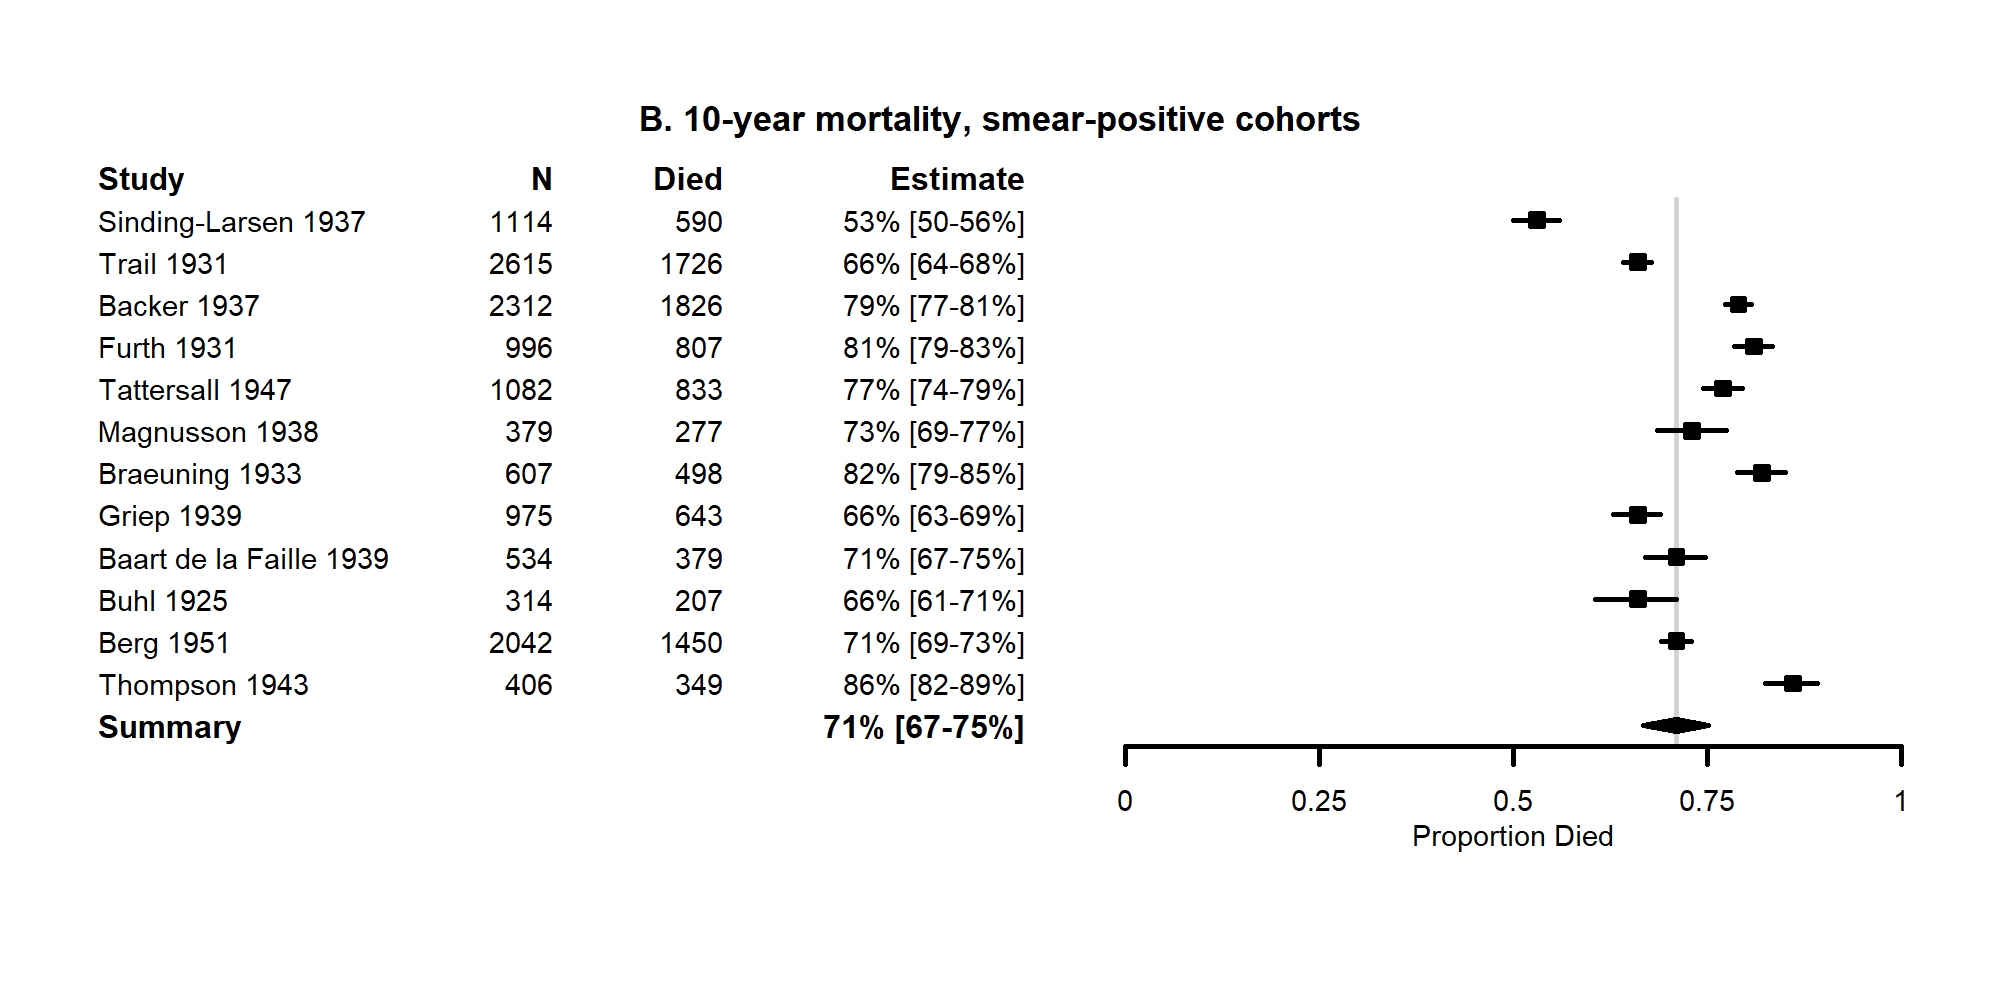 B. 10-year mortality, smear-positive cohorts
Study N Died Estimate
Sinding-Larsen 1937 1114 590 53% [50-56%]
Trail 1931 2615 1726 66% [64-68%]
Backer 1937 2312 1826 79% [77-81%]
Furth 1931 996 807 81% [79-83%]
Tattersall 1947 1082 833 77% [74-79%]
Magnusson 1938 379 277 73% [69-77%]
Braeuning 1933 607 498 82% [79-85%]
Griep 1939 975 643 66% [63-69%]
Baart de la Faille 1939 534 379 71% [67-75%]
Buhl 1925 314 207 66% [61-71%]
Berg 1951 2042 1450 71% [69-73%]
Thompson 1943 406 349 86% [82-89%]
Summary 71% [67-75%]
0 0.25 0.5 0.75 1
Proportion Died